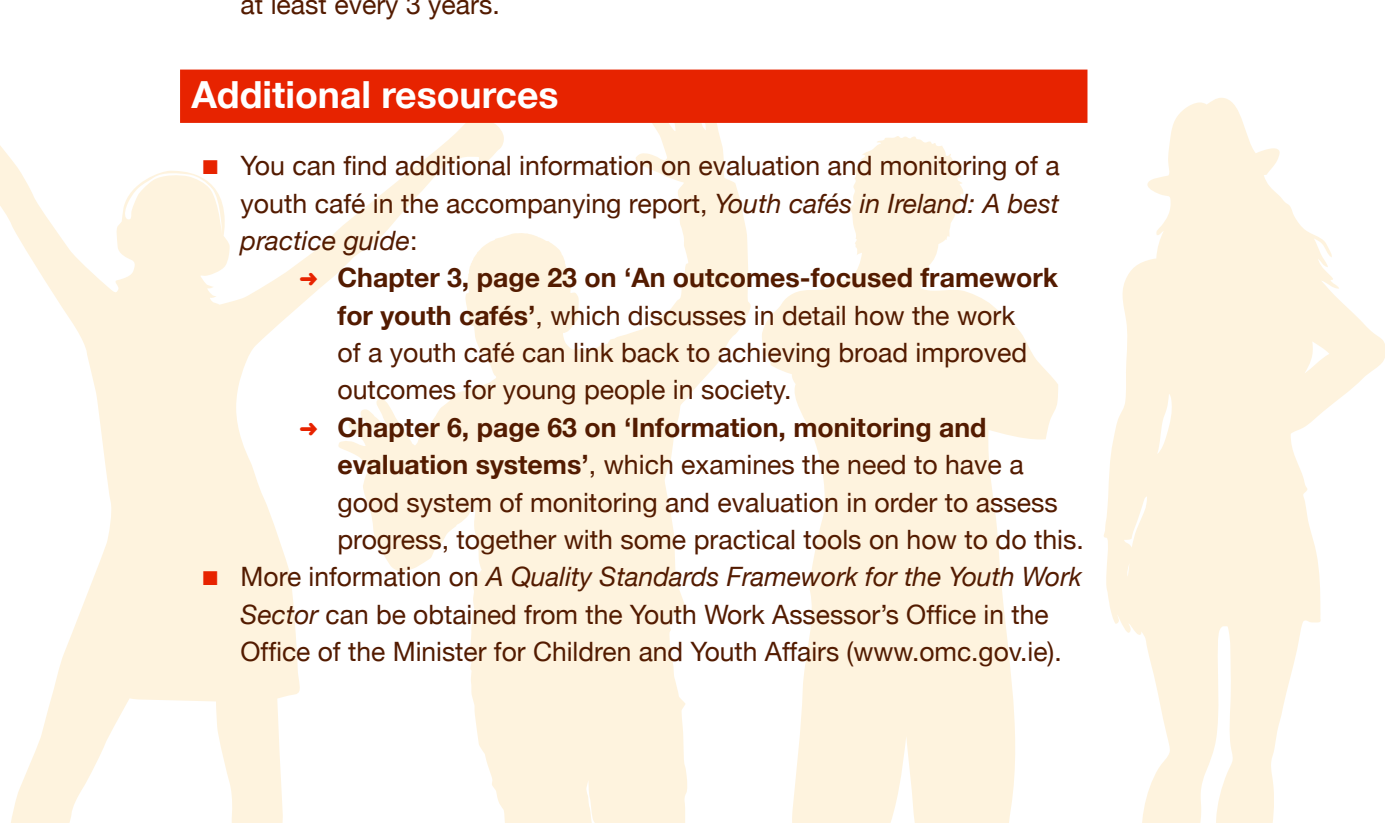 at least every 3 years.
Additional resources
■ You can find additional information on evaluation and monitoring of a
youth café in the accompanying report, Youth cafés in Ireland: A best
practice guide:
➜ Chapter 3, page 23 on ‘An outcomes-focused framework
for youth cafés’, which discusses in detail how the work
of a youth café can link back to achieving broad improved
outcomes for young people in society.
➜ Chapter 6, page 63 on ‘Information, monitoring and
evaluation systems’, which examines the need to have a
good system of monitoring and evaluation in order to assess
progress, together with some practical tools on how to do this.
■ More information on A Quality Standards Framework for the Youth Work
Sector can be obtained from the Youth Work Assessor’s Office in the
Office of the Minister for Children and Youth Affairs (www.omc.gov.ie).